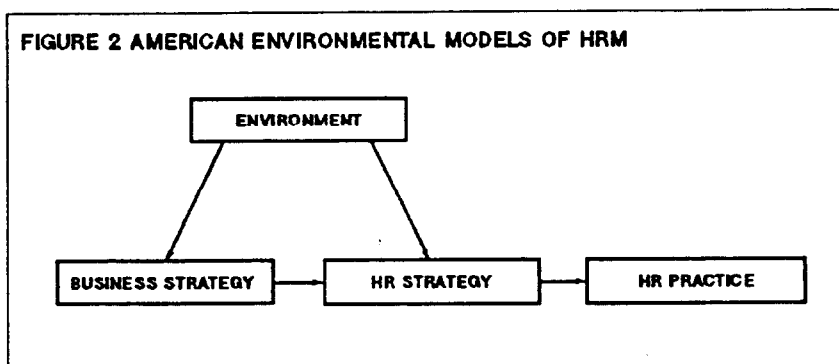 FIGURE 2 AMERICAN ENVIRONMENTAL MODELS OF HRM
ENVIRONMENT
BUSINESS STRATEGY
HR STRATEGY
HR PRACTICE